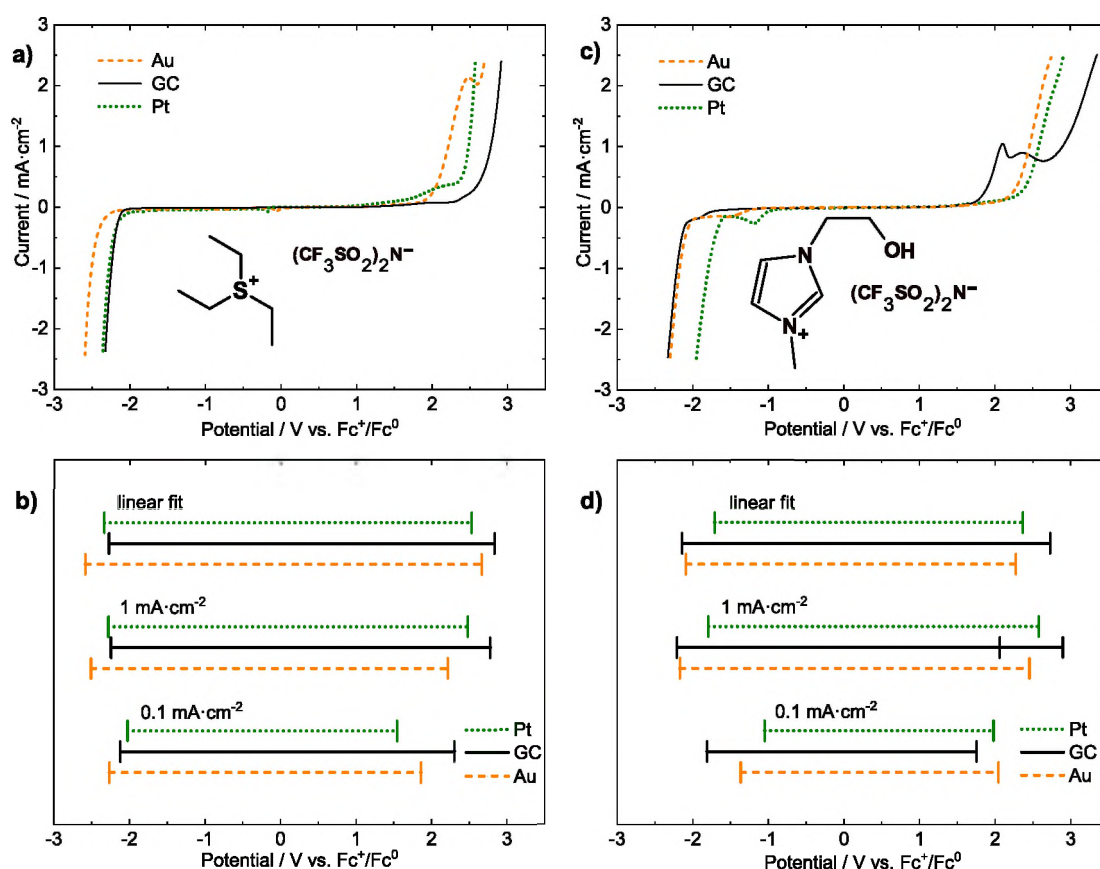 a)
Au
GC
Pt
3
2
1
0
-1
-2
-3
Current / mA·cm⁻²
S⁺
(CF₃SO₂)₂N⁻
-3 -2 -1 0 1 2 3
Potential / V vs. Fc⁺/Fc⁰
c)
Au
GC
Pt
3
2
1
0
-1
-2
-3
Current / mA·cm⁻²
N
OH
N
+
(CF₃SO₂)₂N⁻
-3 -2 -1 0 1 2 3
Potential / V vs. Fc⁺/Fc⁰
b)
linear fit
1 mA·cm⁻²
0.1 mA·cm⁻²
Pt
GC
Au
-3 -2 -1 0 1 2 3
Potential / V vs. Fc⁺/Fc⁰
d)
linear fit
1 mA·cm⁻²
0.1 mA·cm⁻²
Pt
GC
Au
-3 -2 -1 0 1 2 3
Potential / V vs. Fc⁺/Fc⁰